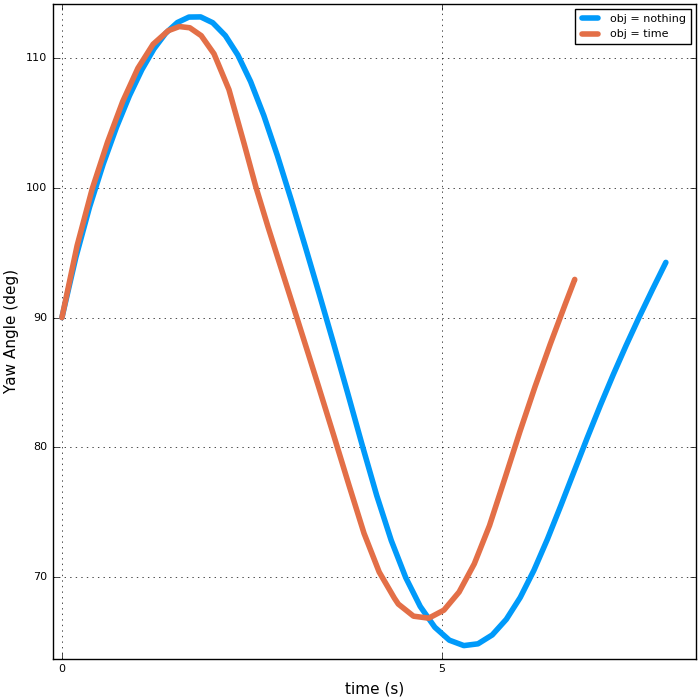 obj = nothing
obj = time
110
100
90
80
70
Yaw Angle (deg)
0
5
time (s)